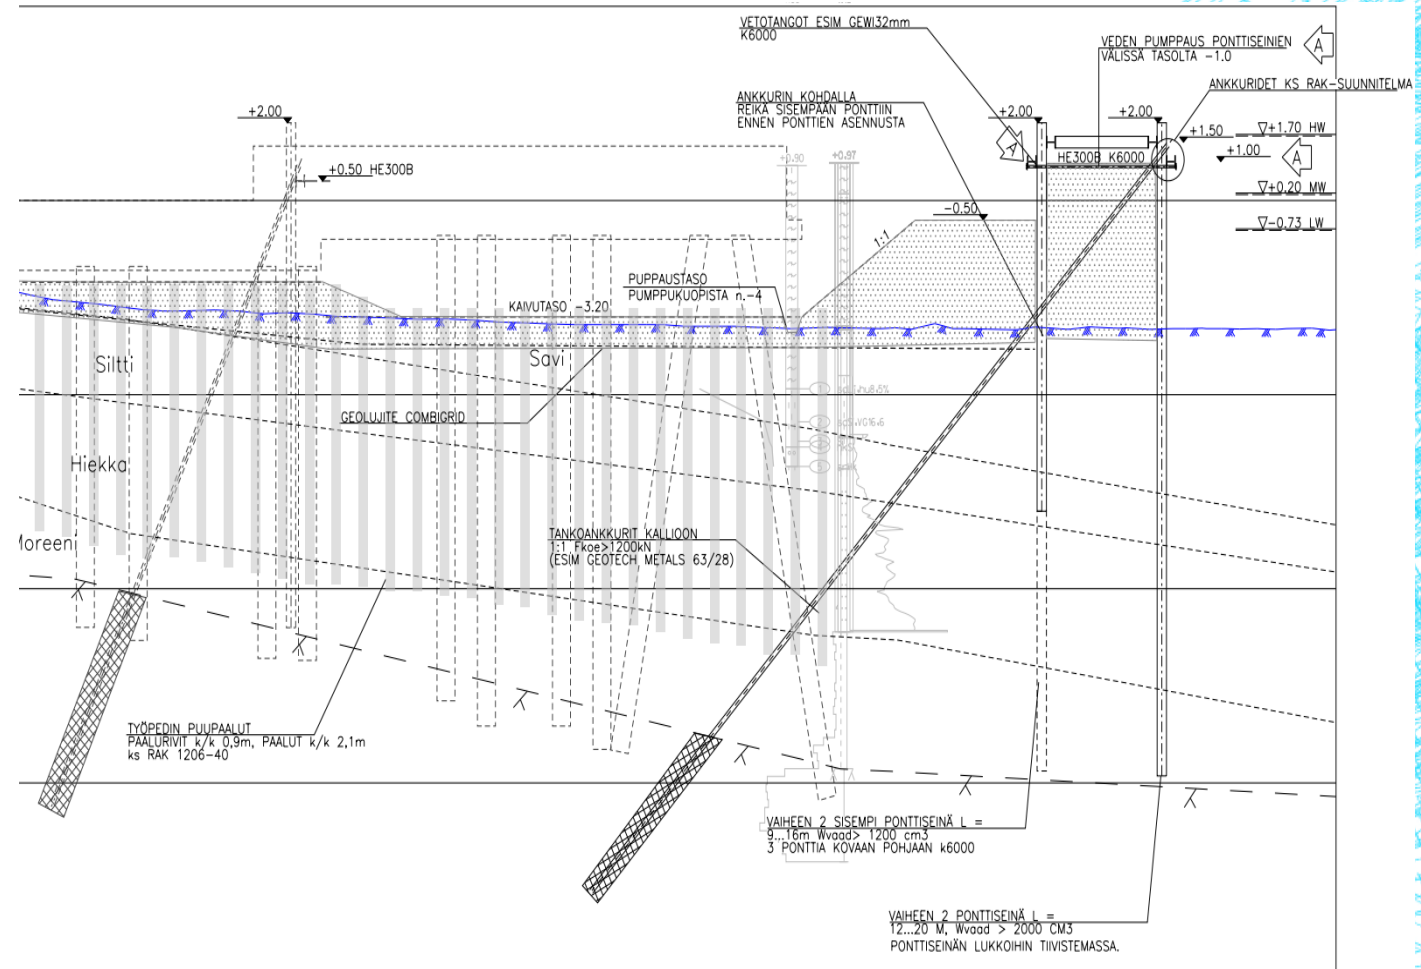 VETOTANGOT ESIM GEWI32mm
K6000
VEDEN PUMPPAUS PONTTISEINIEN
VÄLISSÄ TASOLTA -1.0
A
ANKKURIDET KS RAK-SUUNNITELMA
ANKKURIN KOHDALLA
REIKÄ SISEMPÄÄN PONTTIIN
ENNEN PONTTIEN ASENNUSTA
+2.00
+2.00
+2.00
+1.50
+1.70 HW
A
HE300B K6000
+1.00
A
+0.90
+0.97
+0.50 HE300B
+0.20 MW
-0.50
-0.73 LW
1:1
PUPPAUSTASO
PUMPPUKUOPISTA n.-4
KAIVUTASO -3.20
Siltti
Savi
GEOLUJITE COMBIGRID
Hiekka
Moreeni
TANKOANKKURIT KALLIOON
1:1 Fkoe>1200kN
(ESIM GEOTECH METALS 63/28)
TYÖPEDIN PUUPAALUT
PAALURIVIT k/k 0,9m, PAALUT k/k 2,1m
ks RAK 1206-40
VAIHEEN 2 SISEMPI PONTTISEINÄ L =
9...16m Wvaad> 1200 cm3
3 PONTTIA KOVAAN POHJAAN k6000
VAIHEEN 2 PONTTISEINÄ L =
12...20 M, Wvaad > 2000 CM3
PONTTISEINÄN LUKKOIHIN TIIVISTEMASSA.